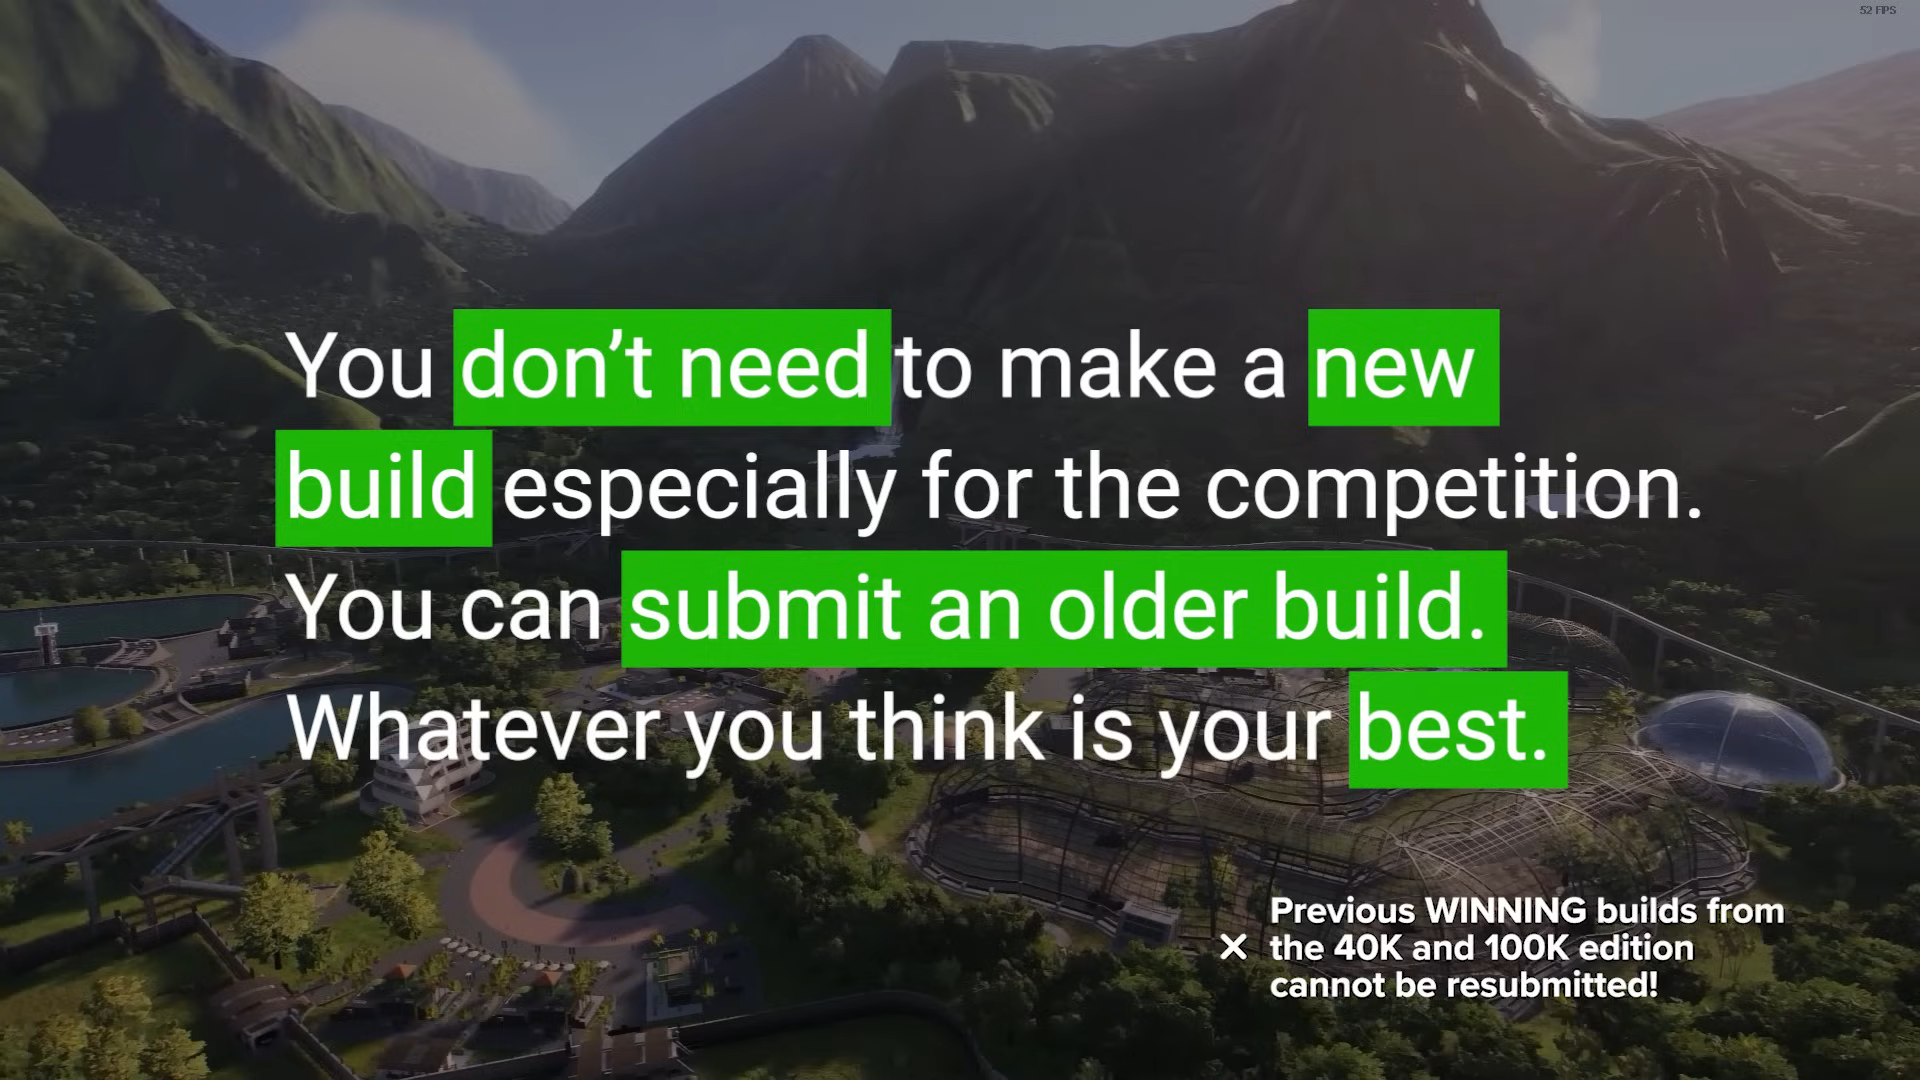 52 FPS
You don’t need to make a new
build especially for the competition.
You can submit an older build.
Whatever you think is your best.
Previous WINNING builds from
✕ the 40K and 100K edition
cannot be resubmitted!